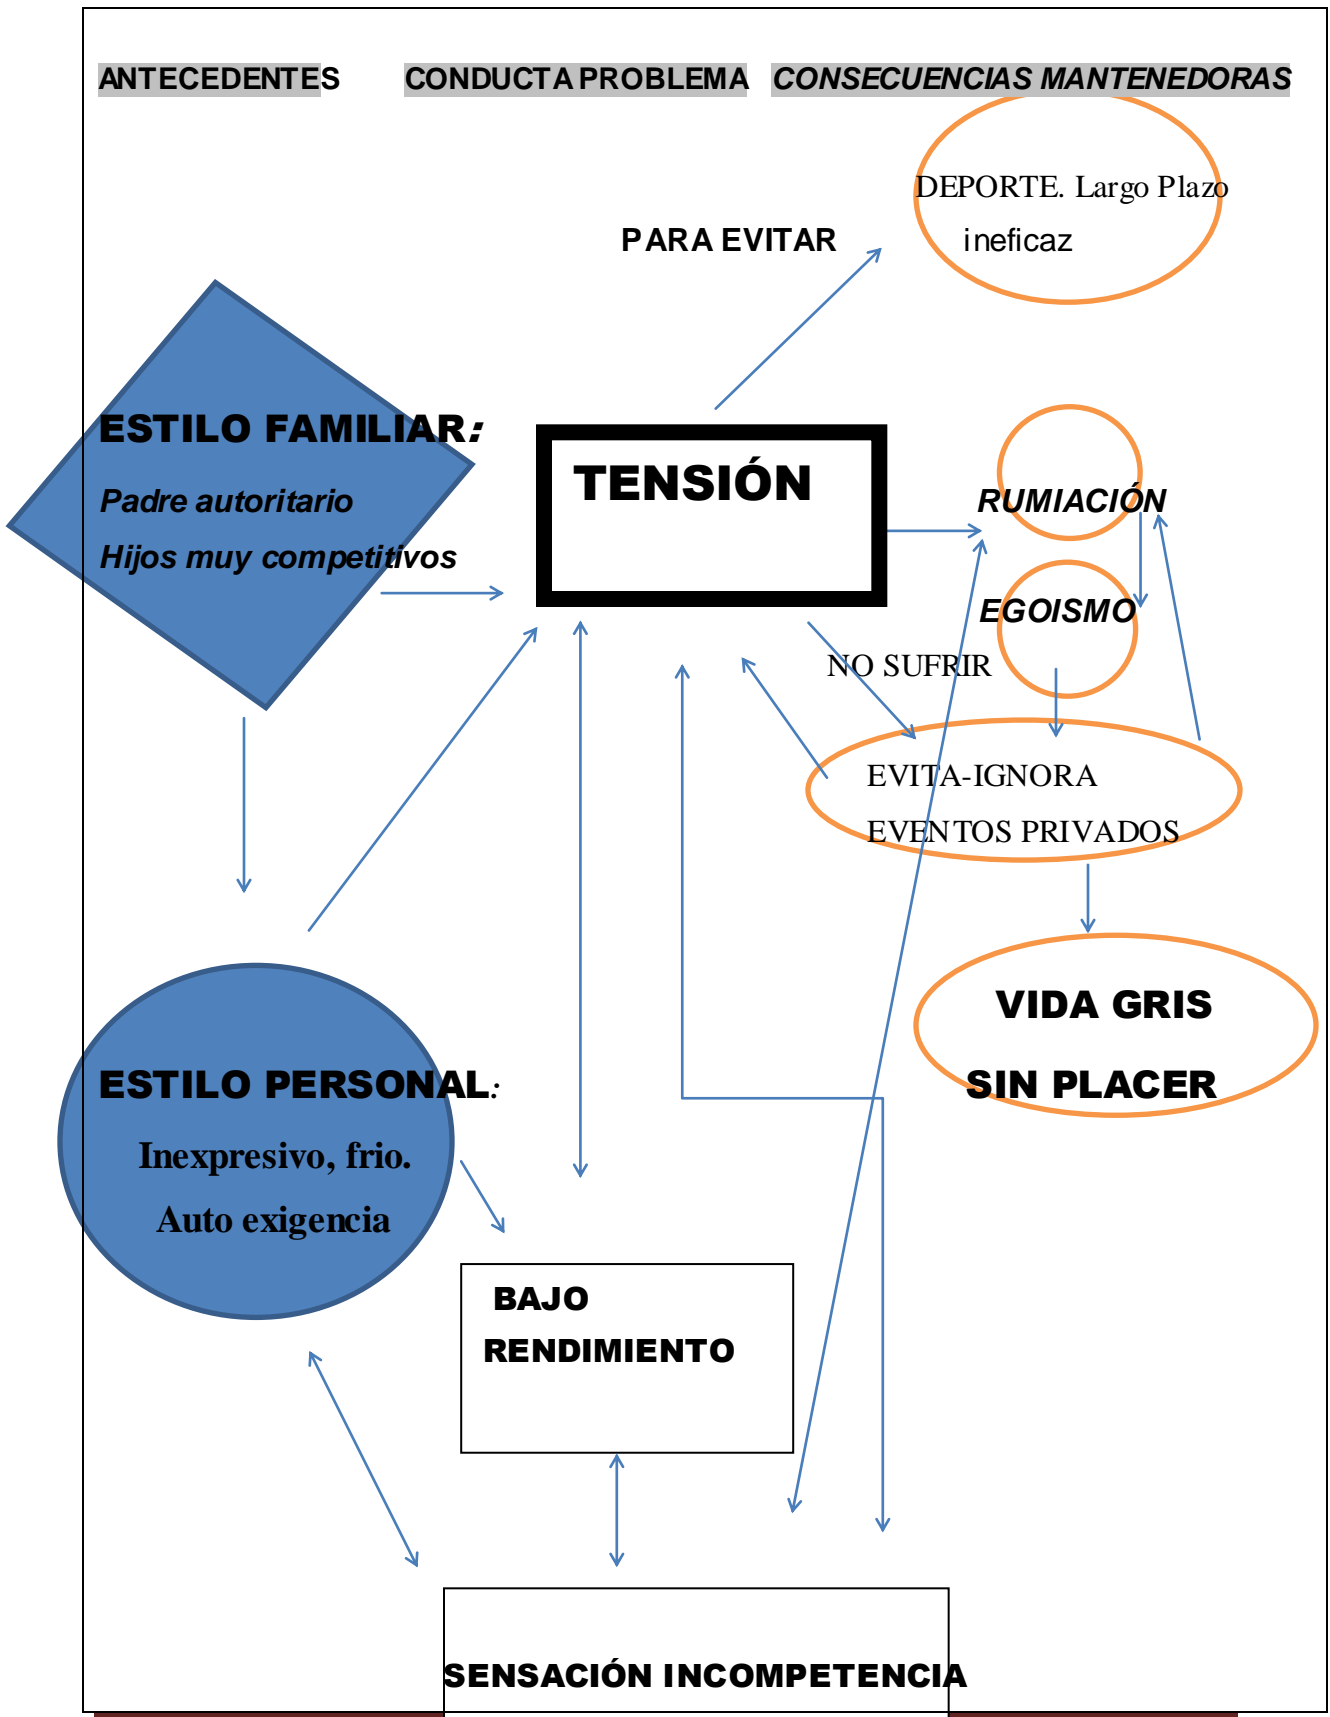 ANTECEDENTES CONDUCTA PROBLEMA CONSECUENCIAS MANTENEDORAS
DEPORTE. Largo Plazo
PARA EVITAR ineficaz
ESTILO FAMILIAR:
TENSIÓN
Padre autoritario
RUMIACIÓN
Hijos muy competitivos
EGOISMO
NO SUFRIR
EVITA-IGNORA
EVENTOS PRIVADOS
VIDA GRIS
SIN PLACER
ESTILO PERSONAL:
Inexpresivo, frio.
Auto exigencia
BAJO
RENDIMIENTO
SENSACIÓN INCOMPETENCIA